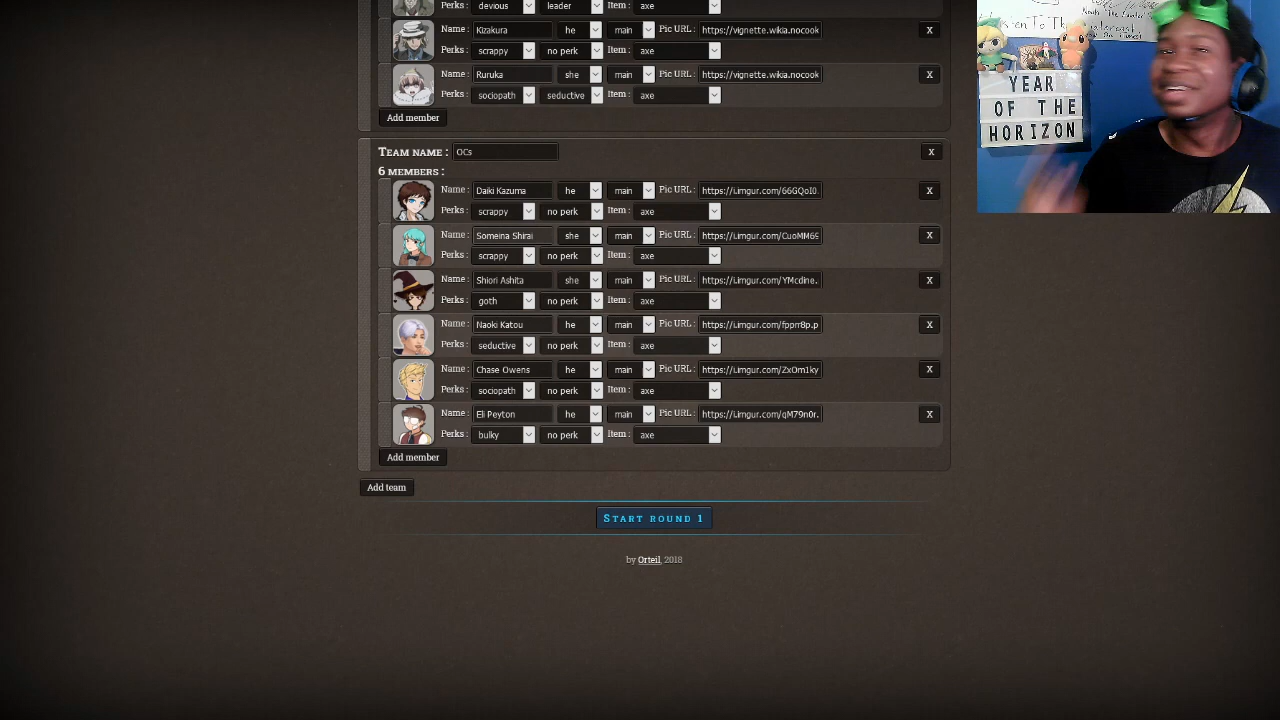 Perks: devious leader Item: axe
Name: Kizakura he main Pic URL: https://vignette.wikia.nocook X
Perks: scrappy no perk Item: axe
Name: Ruruka she main Pic URL: https://vignette.wikia.nocook X
Perks: sociopath seductive Item: axe
Add member
TEAM NAME : OCs X
6 MEMBERS :
Name: Daiki Kazuma he main Pic URL: https://i.imgur.com/66GQoI0. X
Perks: scrappy no perk Item: axe
Name: Someina Shirai she main Pic URL: https://i.imgur.com/CuoMM69 X
Perks: scrappy no perk Item: axe
Name: Shiori Ashita she main Pic URL: https://i.imgur.com/YMcdine. X
Perks: goth no perk Item: axe
Name: Naoki Katou he main Pic URL: https://i.imgur.com/fpprr8p.p X
Perks: seductive no perk Item: axe
Name: Chase Owens he main Pic URL: https://i.imgur.com/ZxOm1ky X
Perks: sociopath no perk Item: axe
Name: Eli Peyton he main Pic URL: https://i.imgur.com/qM79n0r. X
Perks: bulky no perk Item: axe
Add member
Add team
START ROUND 1
by Orteil, 2018
YEAR
OF THE
HORIZON